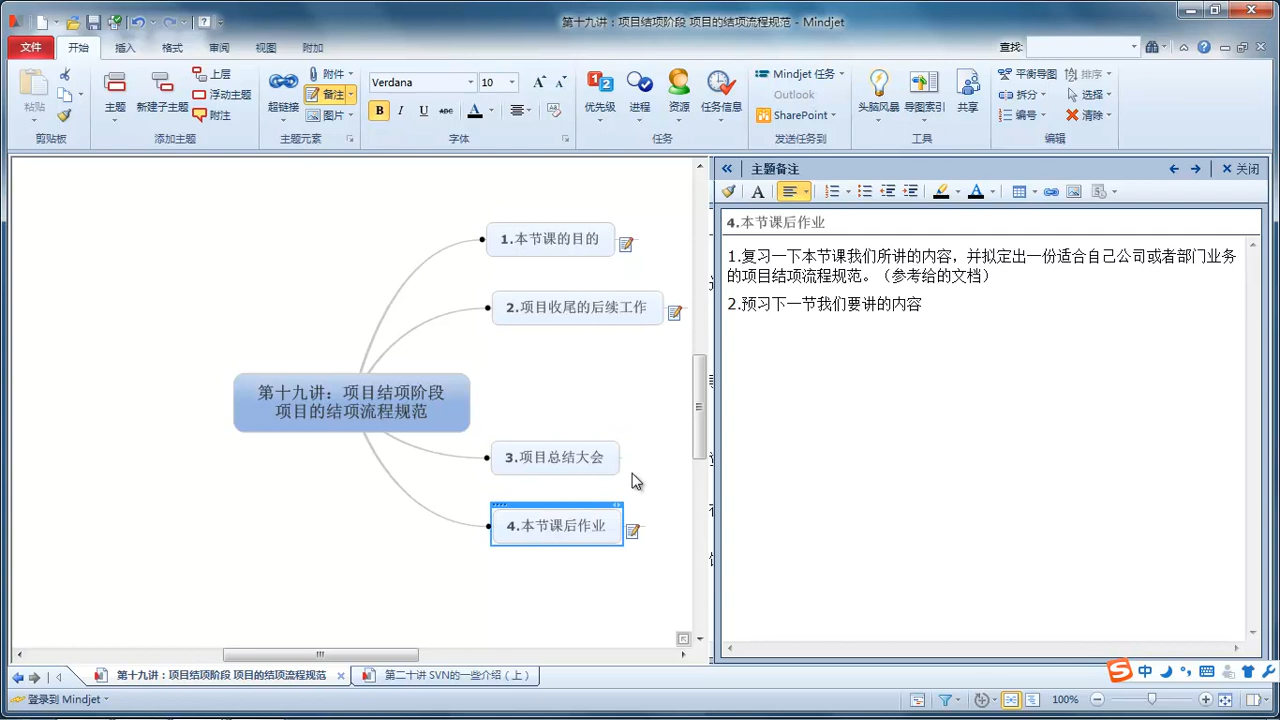 第十九讲：项目结项阶段 项目的结项流程规范 - Mindjet
文件 开始 插入 格式 审阅 视图 附加 查找:
粘贴
剪贴板
主题
新建子主题
上层
浮动主题
附注
添加主题
超链接
附件
备注
图片
主题元素
Verdana 10
B I U abc A
字体
优先级
进程
资源
任务信息
任务
Mindjet 任务
Outlook
SharePoint
发送任务到
头脑风暴
导图索引
共享
工具
平衡导图
拆分
编号
排序
选择
清除
编辑
1.本节课的目的
2.项目收尾的后续工作
第十九讲：项目结项阶段
项目的结项流程规范
3.项目总结大会
4.本节课后作业
主题备注
关闭
4.本节课后作业
1.复习一下本节课我们所讲的内容，并拟定出一份适合自己公司或者部门业务
的项目结项流程规范。（参考给的文档）
2.预习下一节我们要讲的内容
第十九讲：项目结项阶段 项目的结项流程规范
第二十讲 SVN的一些介绍（上）
中
登录到 Mindjet
100%